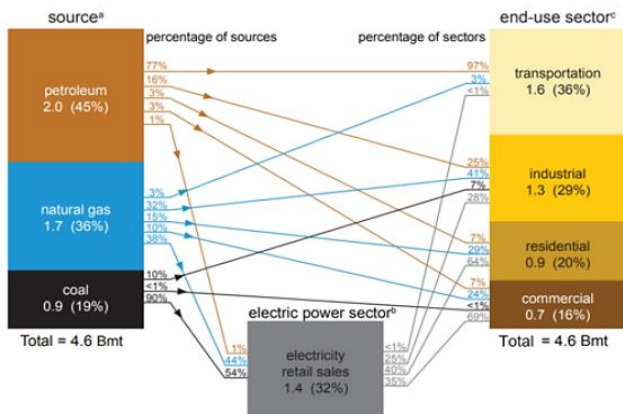 sourceᵃ
end-use sectorᶜ
percentage of sources
percentage of sectors
petroleum
2.0 (45%)
77%
16%
3%
3%
1%
natural gas
1.7 (36%)
3%
32%
15%
10%
38%
coal
0.9 (19%)
10%
<1%
90%
Total = 4.6 Bmt
electric power sectorᵇ
1%
44%
54%
electricity
retail sales
1.4 (32%)
<1%
25%
40%
35%
97%
3%
<1%
transportation
1.6 (36%)
25%
41%
7%
28%
industrial
1.3 (29%)
7%
29%
64%
residential
0.9 (20%)
7%
24%
<1%
69%
commercial
0.7 (16%)
Total = 4.6 Bmt